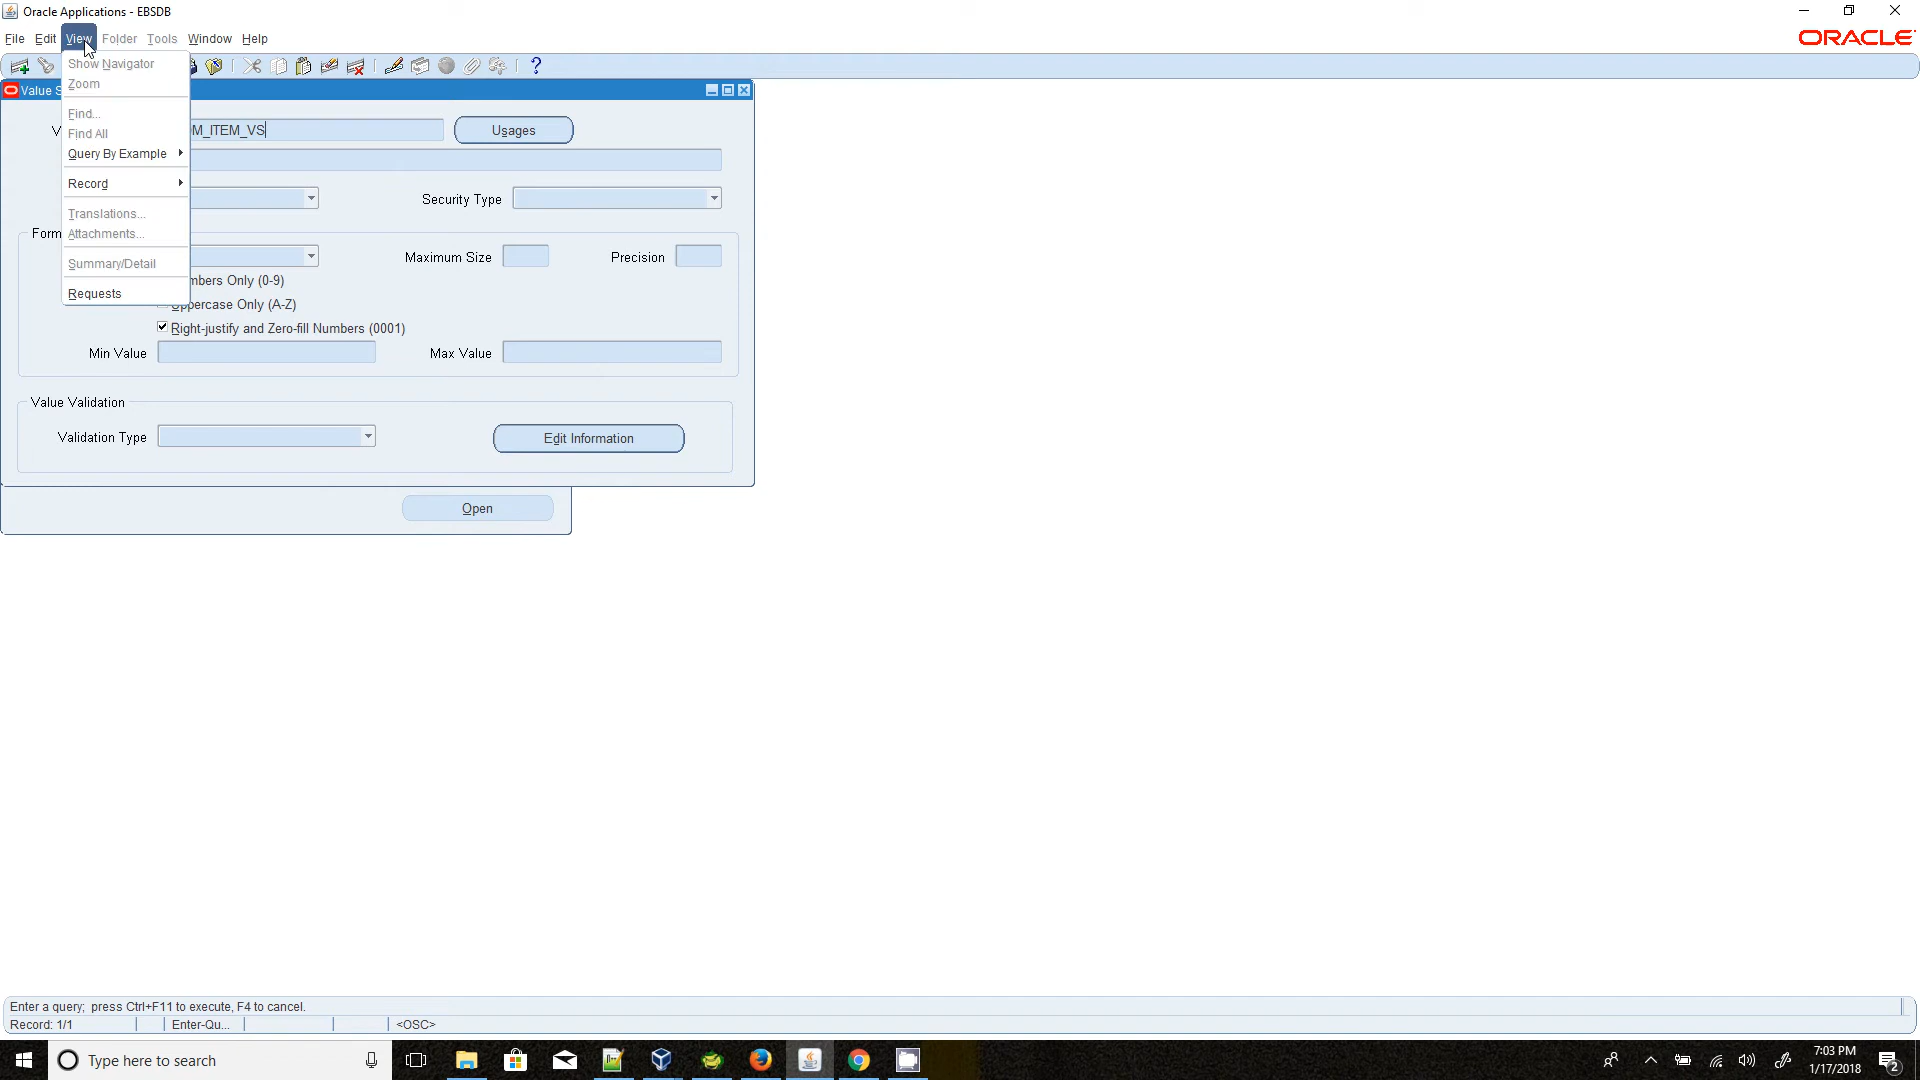 Oracle Applications - EBSDB
File Edit View Folder Tools Window Help
ORACLE
Show Navigator
Zoom
Find...
Find All
Query By Example
Record
Translations...
Attachments...
Summary/Detail
Requests
Value S
M_ITEM_VS
Usages
Security Type
Form
Maximum Size
Precision
mbers Only (0-9)
Uppercase Only (A-Z)
Right-justify and Zero-fill Numbers (0001)
Min Value
Max Value
Value Validation
Validation Type
Edit Information
Open
Enter a query; press Ctrl+F11 to execute, F4 to cancel.
Record: 1/1
Enter-Qu...
<OSC>
Type here to search
7:03 PM
1/17/2018
2